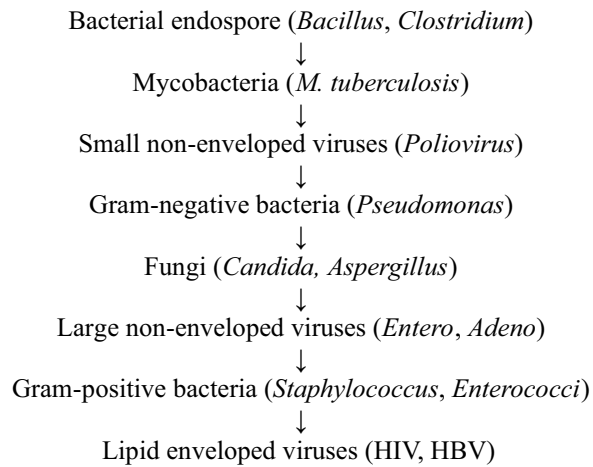 Bacterial endospore (Bacillus, Clostridium)
↓
Mycobacteria (M. tuberculosis)
↓
Small non-enveloped viruses (Poliovirus)
↓
Gram-negative bacteria (Pseudomonas)
↓
Fungi (Candida, Aspergillus)
↓
Large non-enveloped viruses (Entero, Adeno)
↓
Gram-positive bacteria (Staphylococcus, Enterococci)
↓
Lipid enveloped viruses (HIV, HBV)